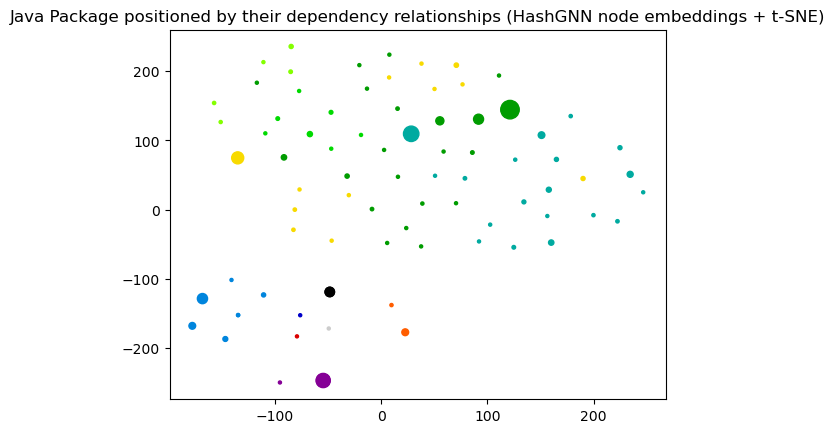 Java Package positioned by their dependency relationships (HashGNN node embeddings + t-SNE)
200
100
0
−100
−200
−100 0 100 200